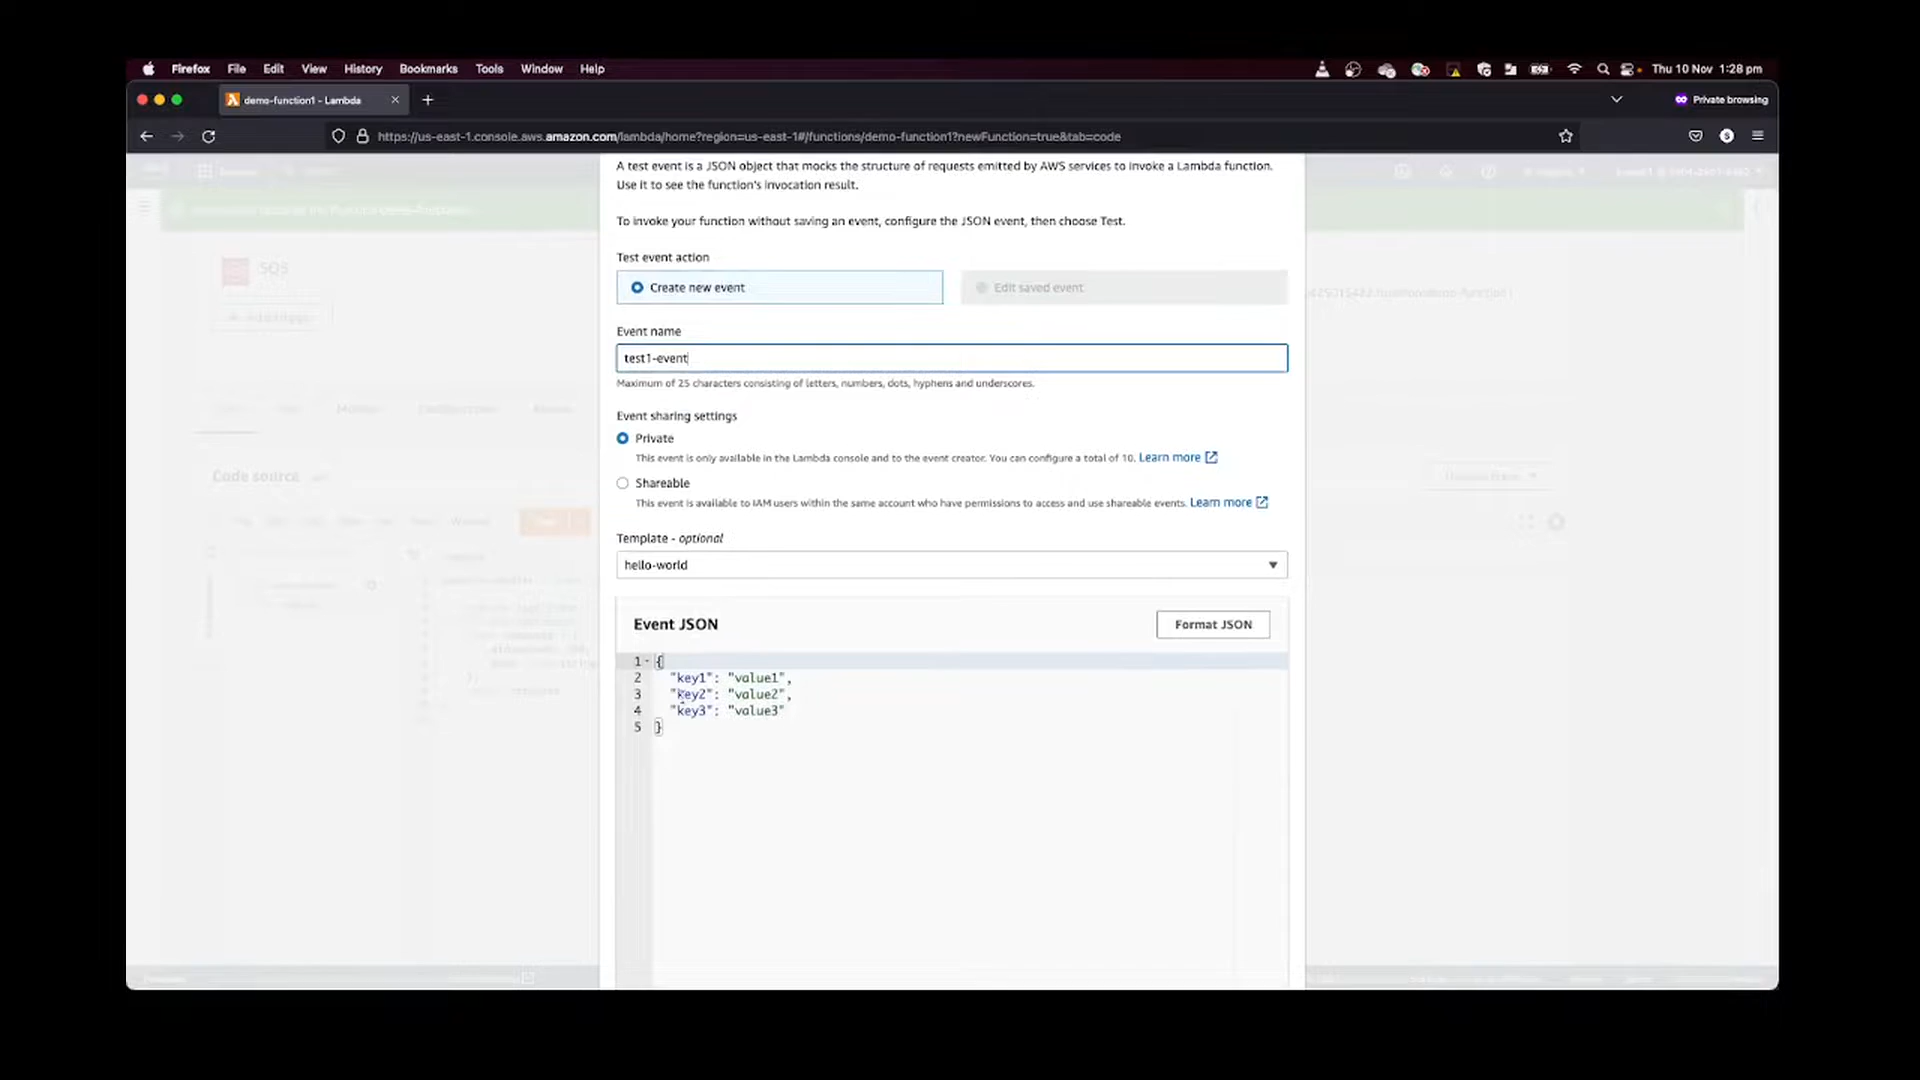 Firefox File Edit View History Bookmarks Tools Window Help Thu 10 Nov 1:28 pm
demo-function1 - Lambda Private browsing
https://us-east-1.console.aws.amazon.com/lambda/home?region=us-east-1#/functions/demo-function1?newFunction=true&tab=code
A test event is a JSON object that mocks the structure of requests emitted by AWS services to invoke a Lambda function.
Use it to see the function's invocation result.
To invoke your function without saving an event, configure the JSON event, then choose Test.
Test event action
Create new event Edit saved event
Event name
test1-event
Maximum of 25 characters consisting of letters, numbers, dots, hyphens and underscores.
Event sharing settings
Private
This event is only available in the Lambda console and to the event creator. You can configure a total of 10. Learn more
Shareable
This event is available to IAM users within the same account who have permissions to access and use shareable events. Learn more
Template - optional
hello-world
Event JSON Format JSON
1 {
2 "key1": "value1",
3 "key2": "value2",
4 "key3": "value3"
5 }
SQS
Code source